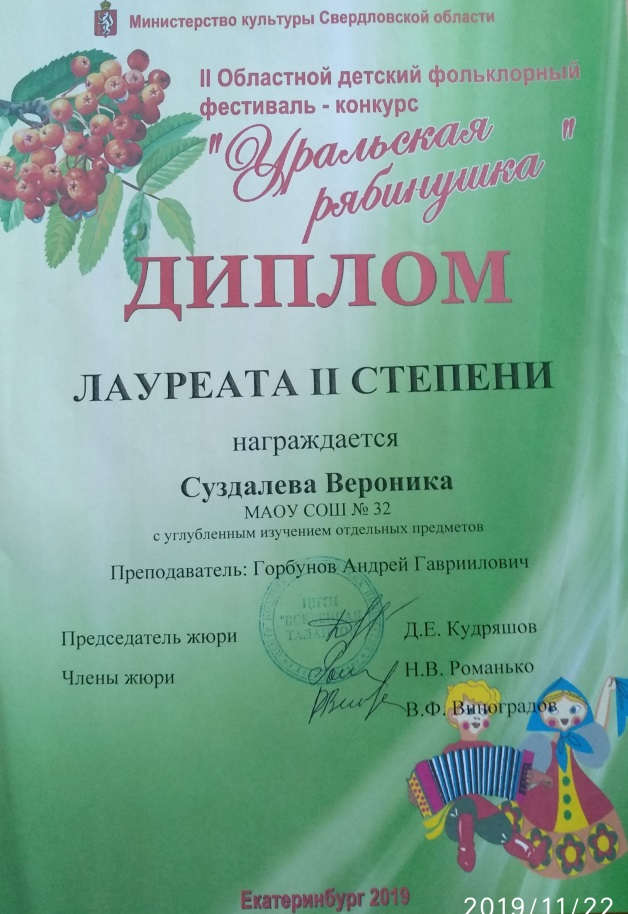 Министерство культуры Свердловской области
II Областной детский фольклорный
фестиваль - конкурс
"Уральская
рябинушка"
ДИПЛОМ
ЛАУРЕАТА II СТЕПЕНИ
награждается
Суздалева Вероника
МАОУ СОШ № 32
с углубленным изучением отдельных предметов
Преподаватель: Горбунов Андрей Гавриилович
Председатель жюри Д.Е. Кудряшов
Члены жюри Н.В. Романько
В.Ф. Виноградов
Екатеринбург 2019
2019/11/22